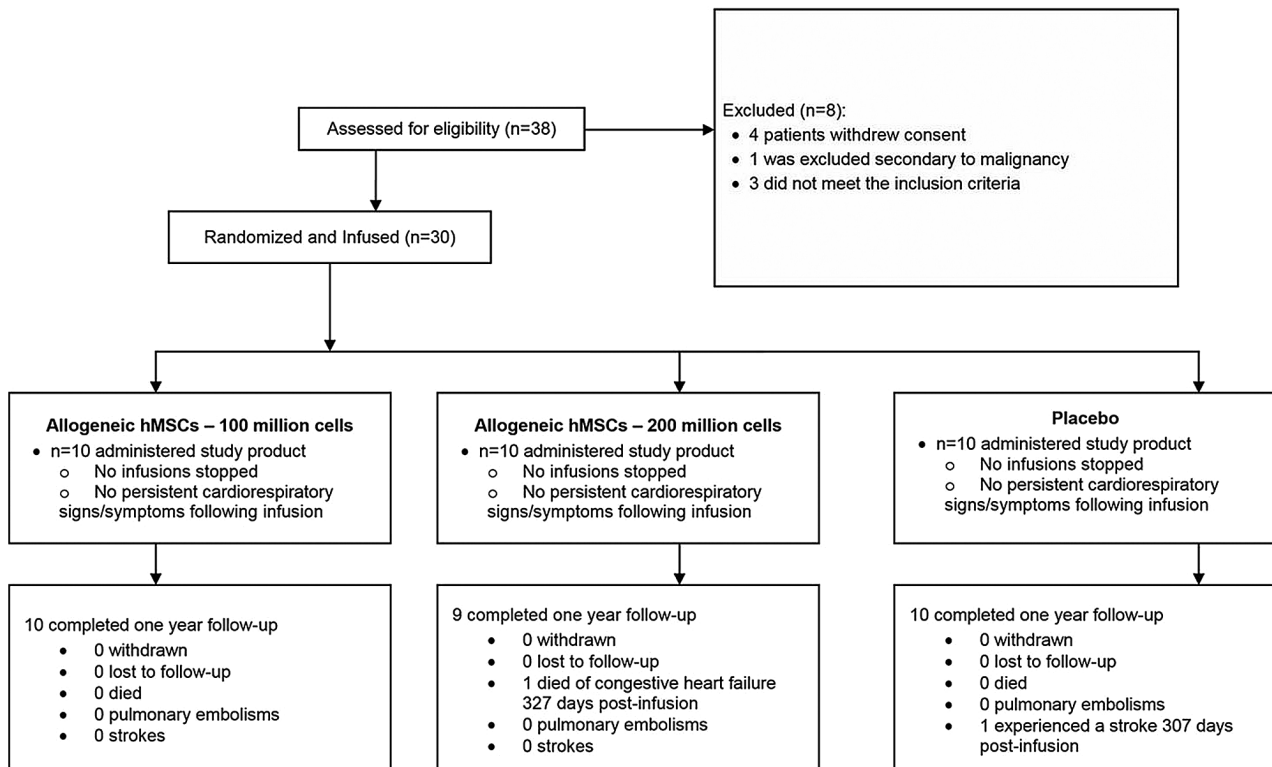 Assessed for eligibility (n=38)
Excluded (n=8):
• 4 patients withdrew consent
• 1 was excluded secondary to malignancy
• 3 did not meet the inclusion criteria
Randomized and Infused (n=30)
Allogeneic hMSCs – 100 million cells
• n=10 administered study product
o No infusions stopped
o No persistent cardiorespiratory
signs/symptoms following infusion
Allogeneic hMSCs – 200 million cells
• n=10 administered study product
o No infusions stopped
o No persistent cardiorespiratory
signs/symptoms following infusion
Placebo
• n=10 administered study product
o No infusions stopped
o No persistent cardiorespiratory
signs/symptoms following infusion
10 completed one year follow-up
• 0 withdrawn
• 0 lost to follow-up
• 0 died
• 0 pulmonary embolisms
• 0 strokes
9 completed one year follow-up
• 0 withdrawn
• 0 lost to follow-up
• 1 died of congestive heart failure
327 days post-infusion
• 0 pulmonary embolisms
• 0 strokes
10 completed one year follow-up
• 0 withdrawn
• 0 lost to follow-up
• 0 died
• 0 pulmonary embolisms
• 1 experienced a stroke 307 days
post-infusion